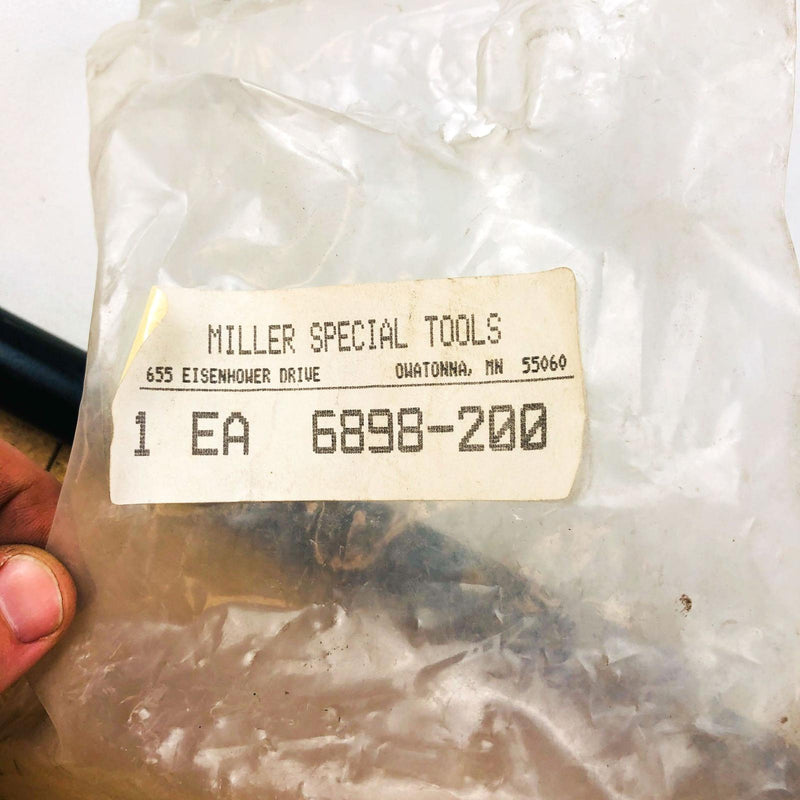 MILLER SPECIAL TOOLS
655 EISENHOWER DRIVE OWATONNA, MN 55060
1 EA 6898-200